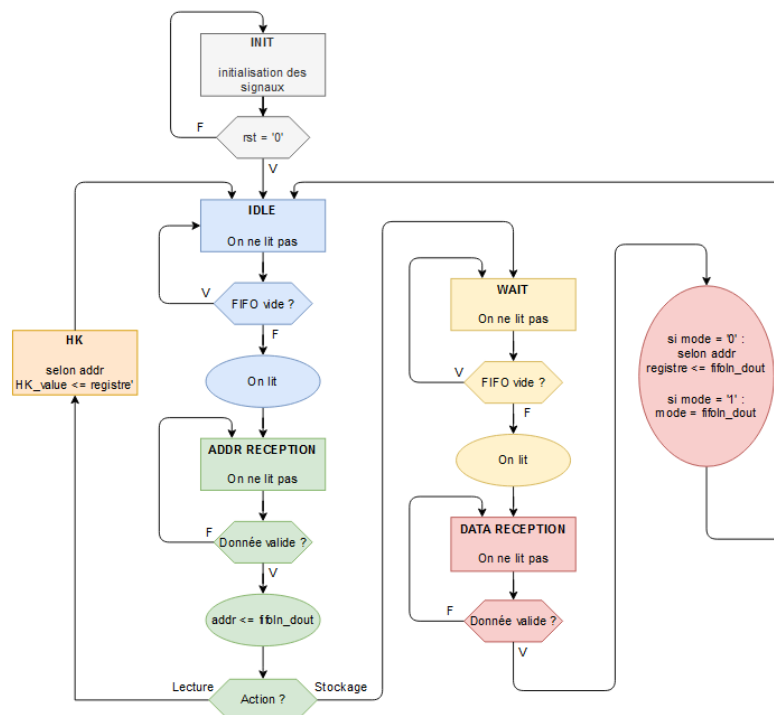 INIT
initialisation des
signaux
F
rst = '0'
V
IDLE
On ne lit pas
V
FIFO vide ?
F
On lit
ADDR RECEPTION
On ne lit pas
F
Donnée valide ?
V
addr <= fifoIn_dout
Lecture
Action ?
Stockage
HK
selon addr
HK_value <= registre'
WAIT
On ne lit pas
V
FIFO vide ?
F
On lit
DATA RECEPTION
On ne lit pas
F
Donnée valide ?
V
si mode = '0' :
selon addr
registre <= fifoIn_dout
si mode = '1' :
mode = fifoIn_dout